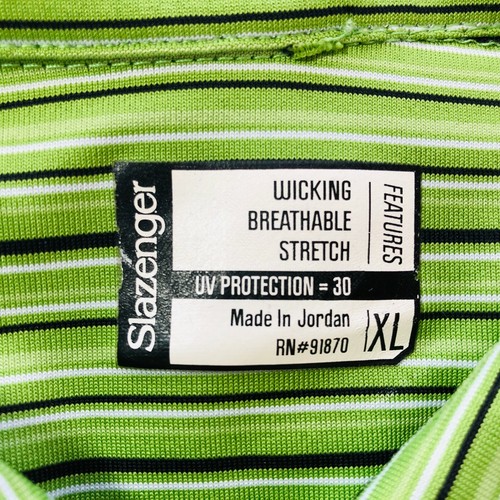 Slazenger
WICKING
BREATHABLE
STRETCH
FEATURES
UV PROTECTION = 30
Made In Jordan
RN#91870
XL